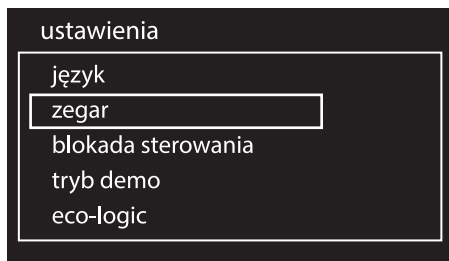 ustawienia
język
zegar
blokada sterowania
tryb demo
eco-logic